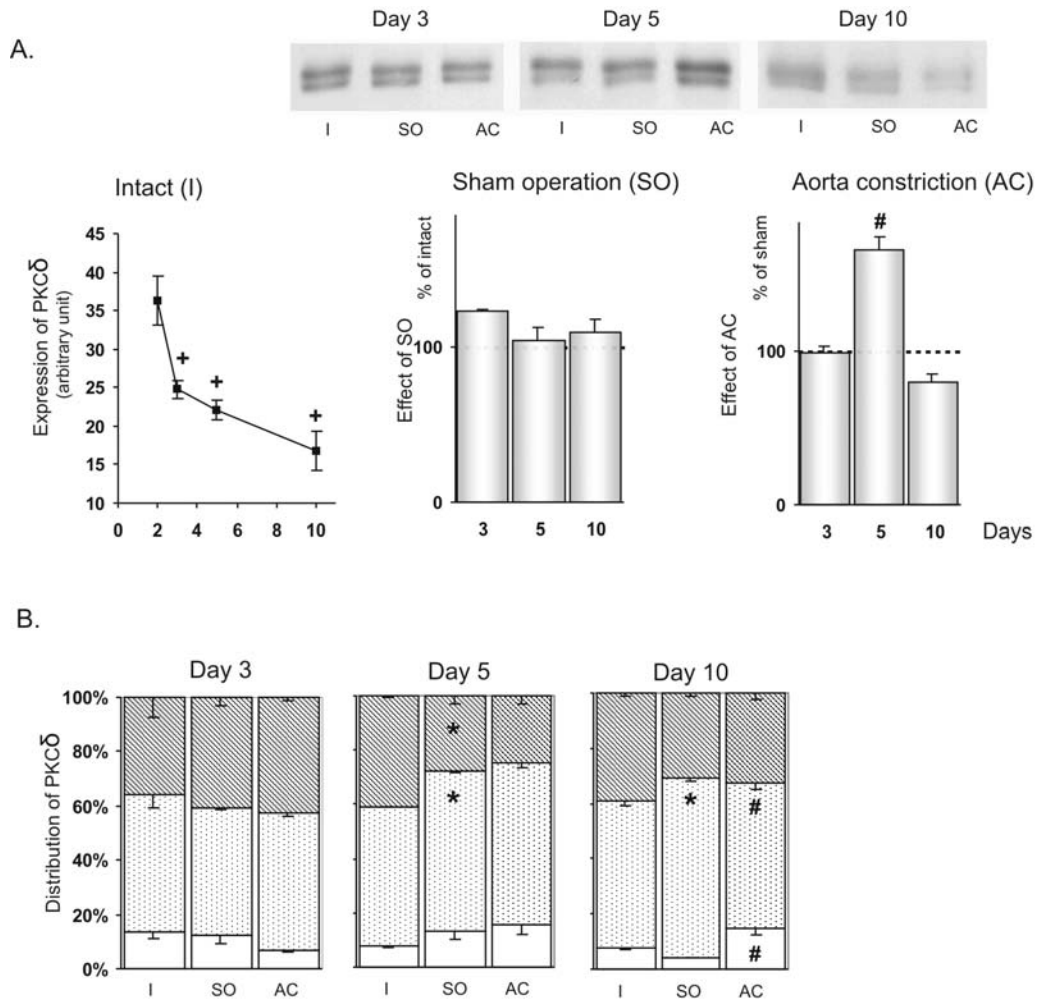 Day 3 Day 5 Day 10
A.
I SO AC I SO AC I SO AC
Intact (I) Sham operation (SO) Aorta constriction (AC)
Expression of PKCδ
(arbitrary unit)
45
40
35
30
25
20
15
10
0 2 4 6 8 10
+
+
+
Effect of SO % of intact
100
0
3 5 10
Effect of AC % of sham
#
100
0
3 5 10 Days
B.
Day 3 Day 5 Day 10
Distribution of PKCδ
100%
80%
60%
40%
20%
0%
*
*
*
#
#
I SO AC I SO AC I SO AC